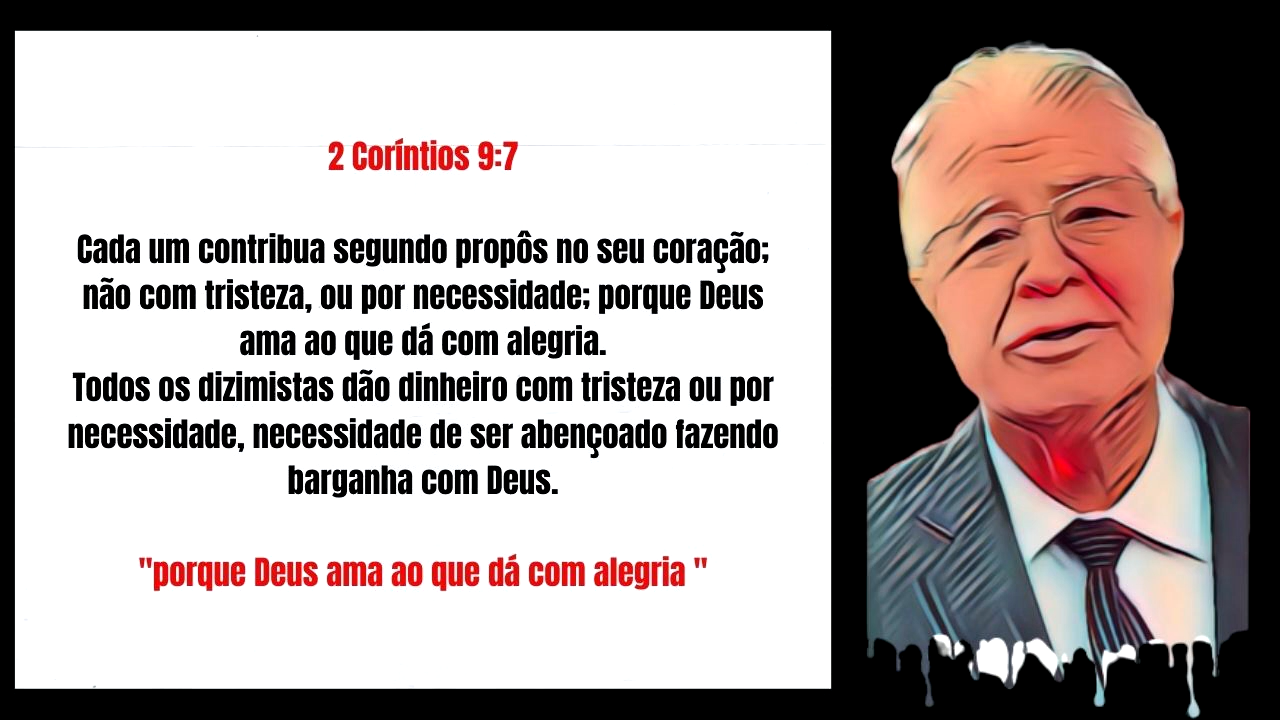 2 Coríntios 9:7
Cada um contribua segundo propôs no seu coração;
não com tristeza, ou por necessidade; porque Deus
ama ao que dá com alegria.
Todos os dizimistas dão dinheiro com tristeza ou por
necessidade, necessidade de ser abençoado fazendo
barganha com Deus.
"porque Deus ama ao que dá com alegria "